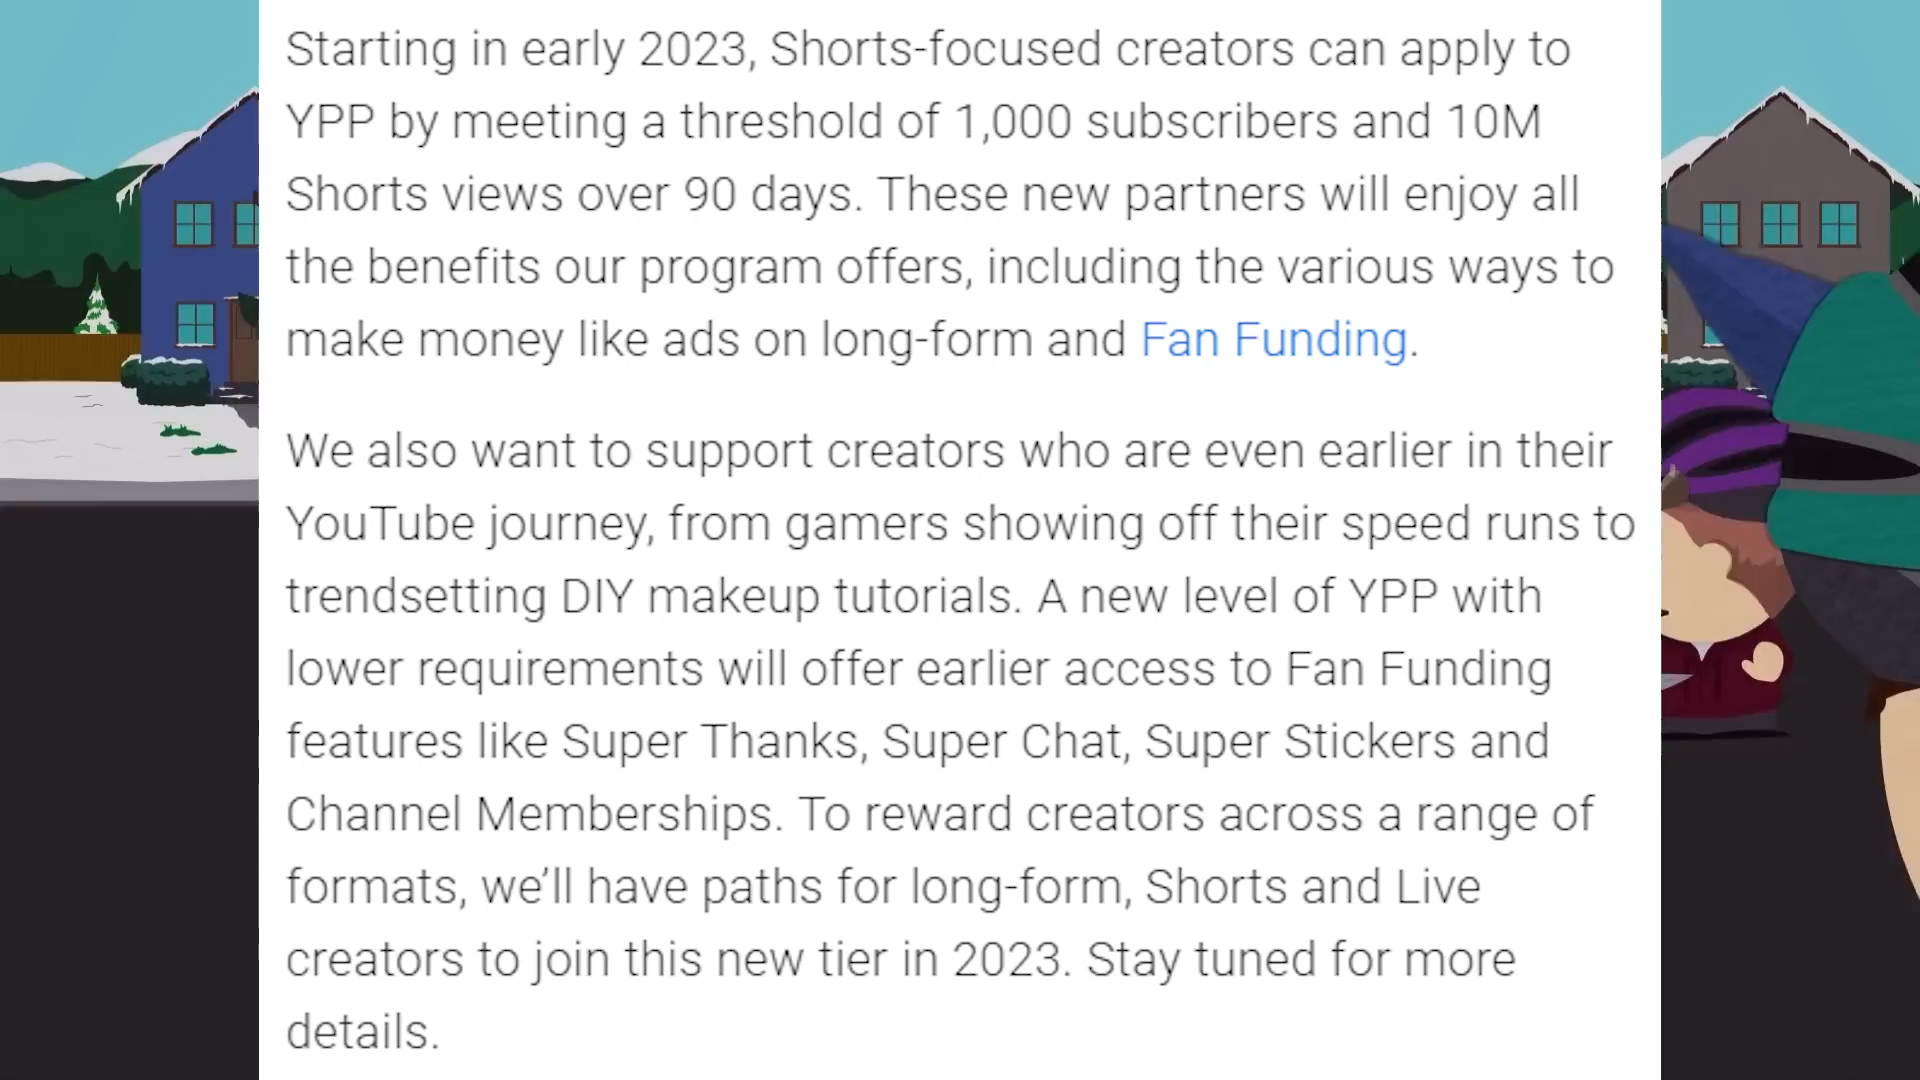 Starting in early 2023, Shorts-focused creators can apply to
YPP by meeting a threshold of 1,000 subscribers and 10M
Shorts views over 90 days. These new partners will enjoy all
the benefits our program offers, including the various ways to
make money like ads on long-form and Fan Funding.
We also want to support creators who are even earlier in their
YouTube journey, from gamers showing off their speed runs to
trendsetting DIY makeup tutorials. A new level of YPP with
lower requirements will offer earlier access to Fan Funding
features like Super Thanks, Super Chat, Super Stickers and
Channel Memberships. To reward creators across a range of
formats, we’ll have paths for long-form, Shorts and Live
creators to join this new tier in 2023. Stay tuned for more
details.